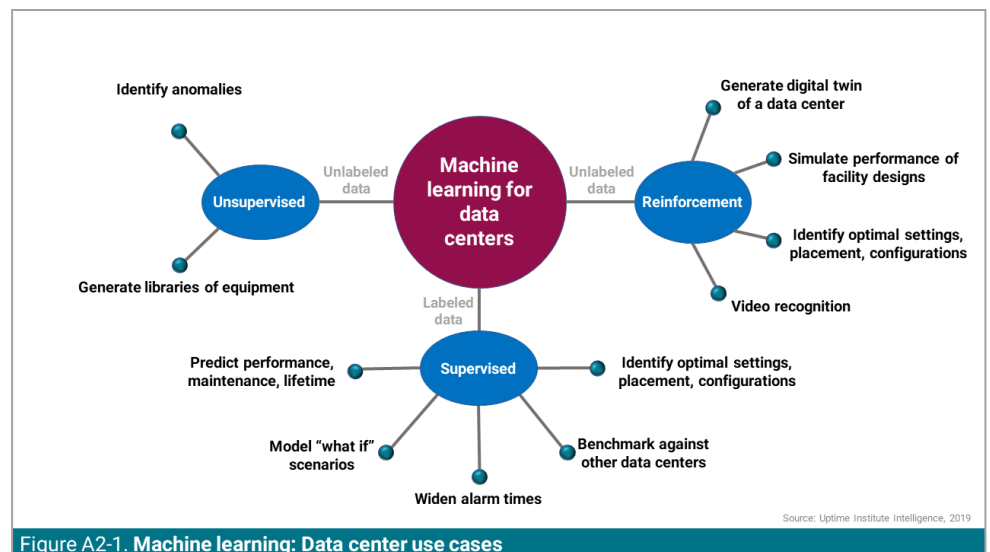 Identify anomalies
Unsupervised
Generate libraries of equipment
Unlabeled
data
Machine
learning for
data
centers
Unlabeled
data
Generate digital twin
of a data center
Simulate performance of
facility designs
Reinforcement
Identify optimal settings,
placement, configurations
Video recognition
Labeled
data
Supervised
Predict performance,
maintenance, lifetime
Model “what if”
scenarios
Widen alarm times
Benchmark against
other data centers
Identify optimal settings,
placement, configurations
Source: Uptime Institute Intelligence, 2019
Figure A2-1. Machine learning: Data center use cases